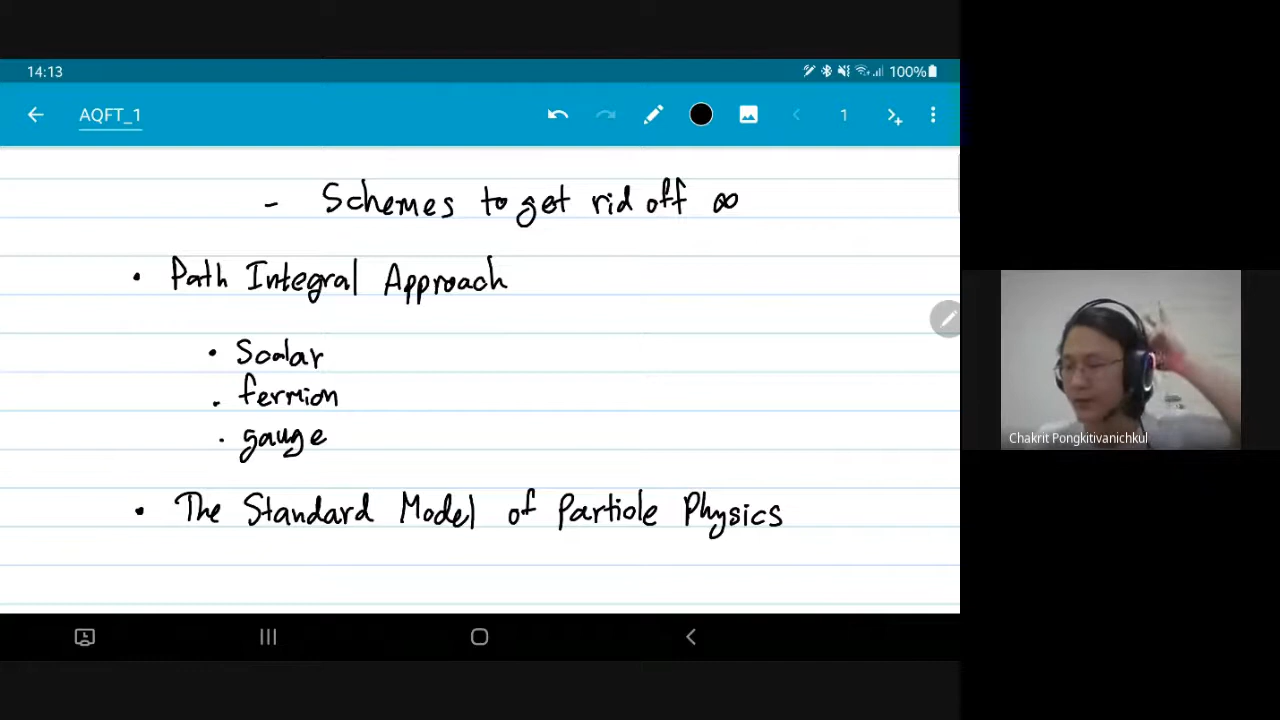 14:13
100%
AQFT_1
1
- Schemes to get rid off ∞
• Path Integral Approach
• Scalar
• fermion
• gauge
• The Standard Model of Particle Physics
Chakrit Pongkitivanichkul